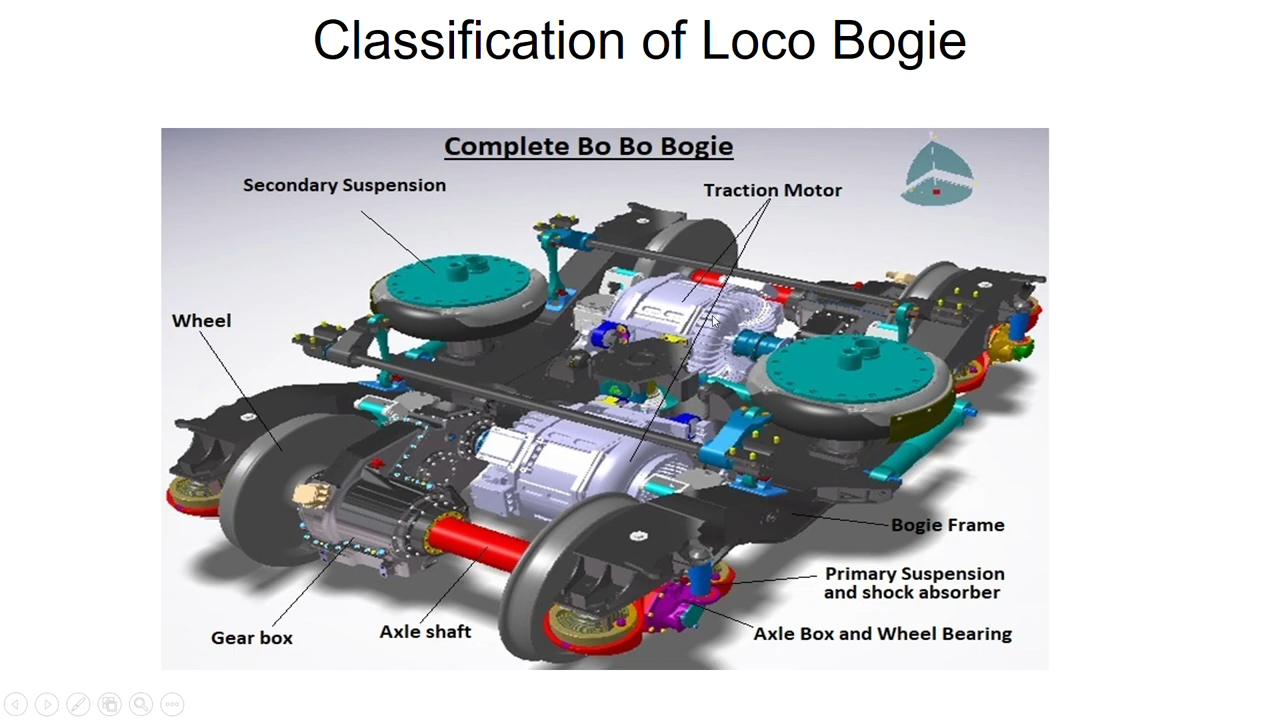 Classification of Loco Bogie
Complete Bo Bo Bogie
Secondary Suspension
Traction Motor
Wheel
Bogie Frame
Primary Suspension
and shock absorber
Gear box
Axle shaft
Axle Box and Wheel Bearing